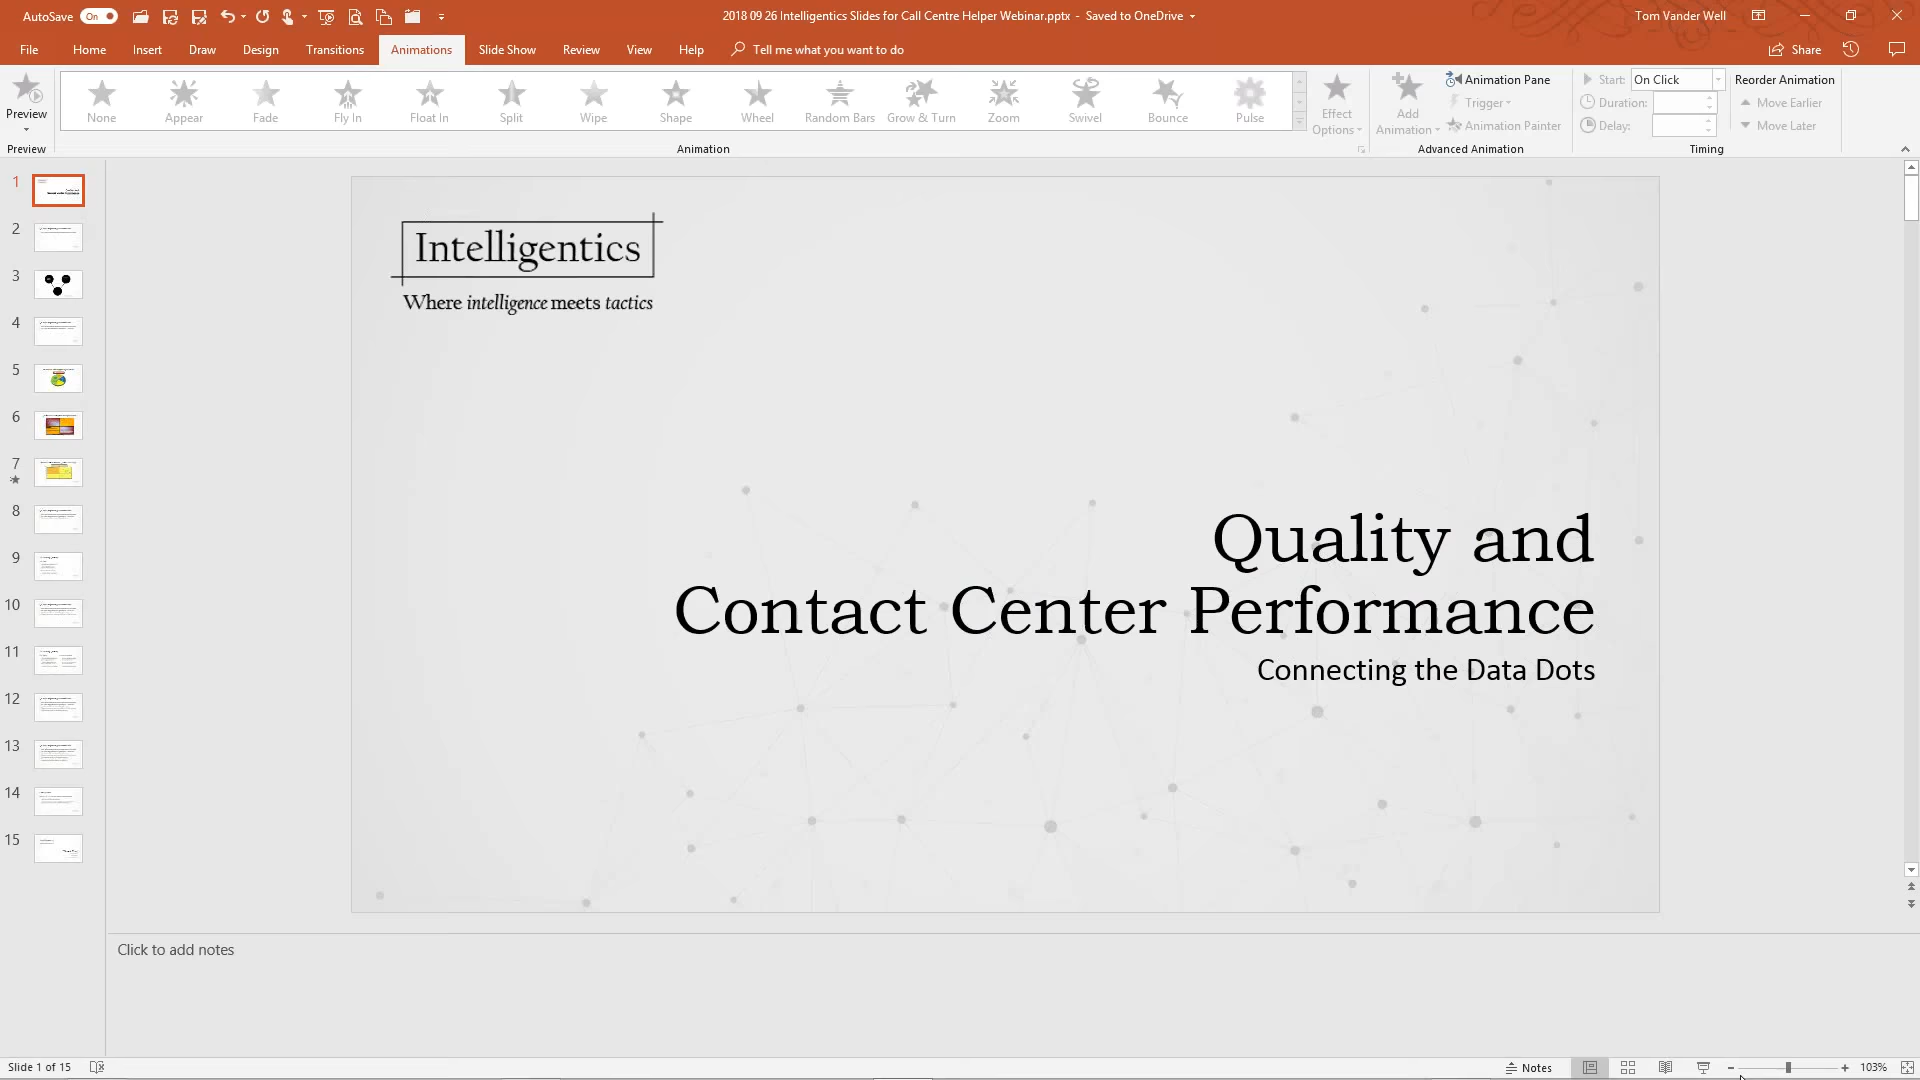 AutoSave On
2018 09 26 Intelligentics Slides for Call Centre Helper Webinar.pptx - Saved to OneDrive
Tom Vander Well
File Home Insert Draw Design Transitions Animations Slide Show Review View Help Tell me what you want to do
Share
Preview
None Appear Fade Fly In Float In Split Wipe Shape Wheel Random Bars Grow & Turn Zoom Swivel Bounce Pulse
Effect Options
Add Animation
Animation Pane
Trigger
Animation Painter
Start: On Click
Duration:
Delay:
Reorder Animation
Move Earlier
Move Later
Preview
Animation
Advanced Animation
Timing
1
2
3
4
5
6
7
8
9
10
11
12
13
14
15
Intelligentics
Where intelligence meets tactics
Quality and
Contact Center Performance
Connecting the Data Dots
Click to add notes
Slide 1 of 15
Notes
103%